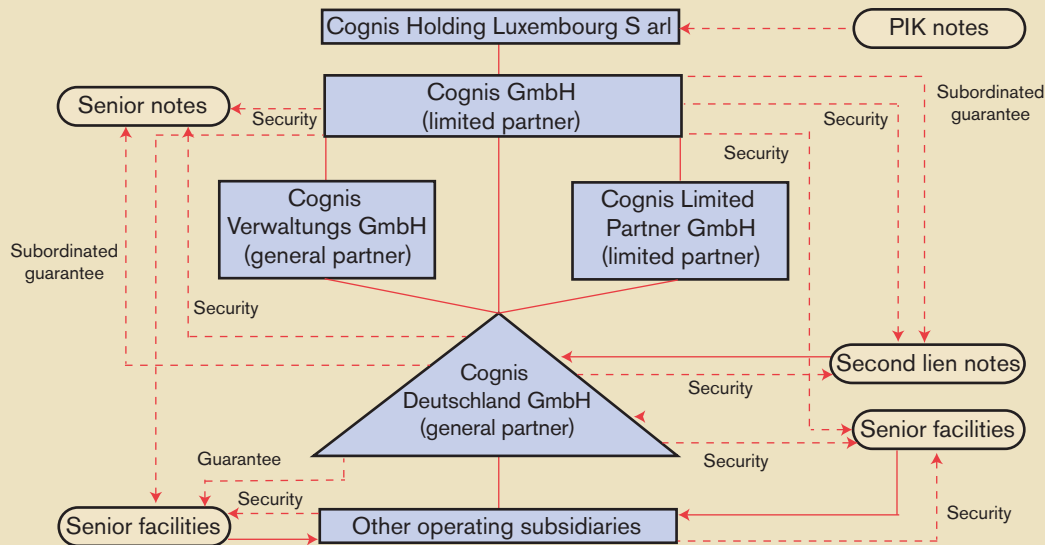 Cognis Holding Luxembourg S arl
PIK notes
Senior notes
Security
Cognis GmbH
(limited partner)
Subordinated
guarantee
Security
Security
Cognis
Verwaltungs GmbH
(general partner)
Cognis Limited
Partner GmbH
(limited partner)
Subordinated
guarantee
Security
Cognis
Deutschland GmbH
(general partner)
Second lien notes
Security
Senior facilities
Security
Guarantee
Security
Senior facilities
Other operating subsidiaries
Security